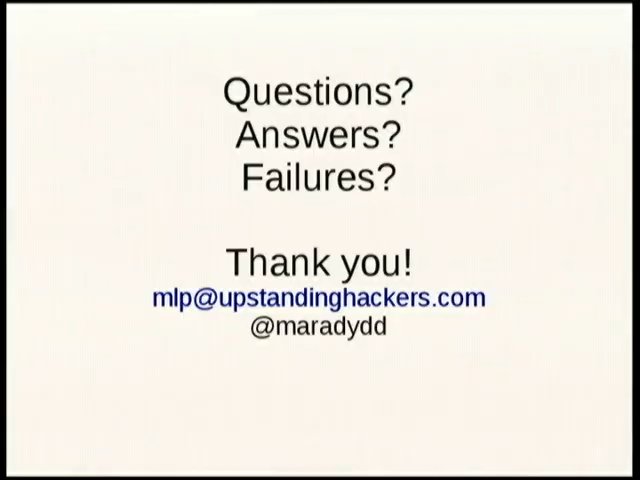 Questions?
Answers?
Failures?
Thank you!
mlp@upstandinghackers.com
@maradydd